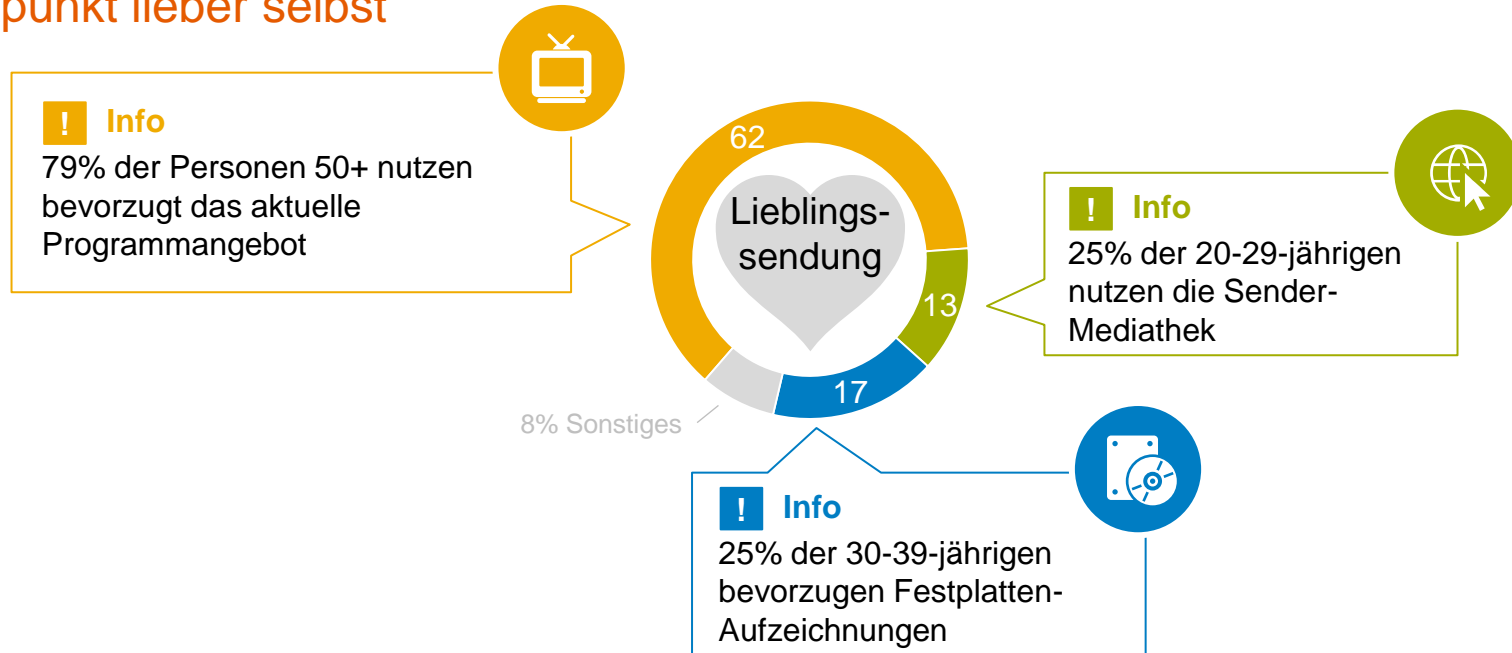 punkt lieber selbst
! Info
79% der Personen 50+ nutzen
bevorzugt das aktuelle
Programmangebot
62
Lieblings-
sendung
13
17
8% Sonstiges
! Info
25% der 20-29-jährigen
nutzen die Sender-
Mediathek
! Info
25% der 30-39-jährigen
bevorzugen Festplatten-
Aufzeichnungen